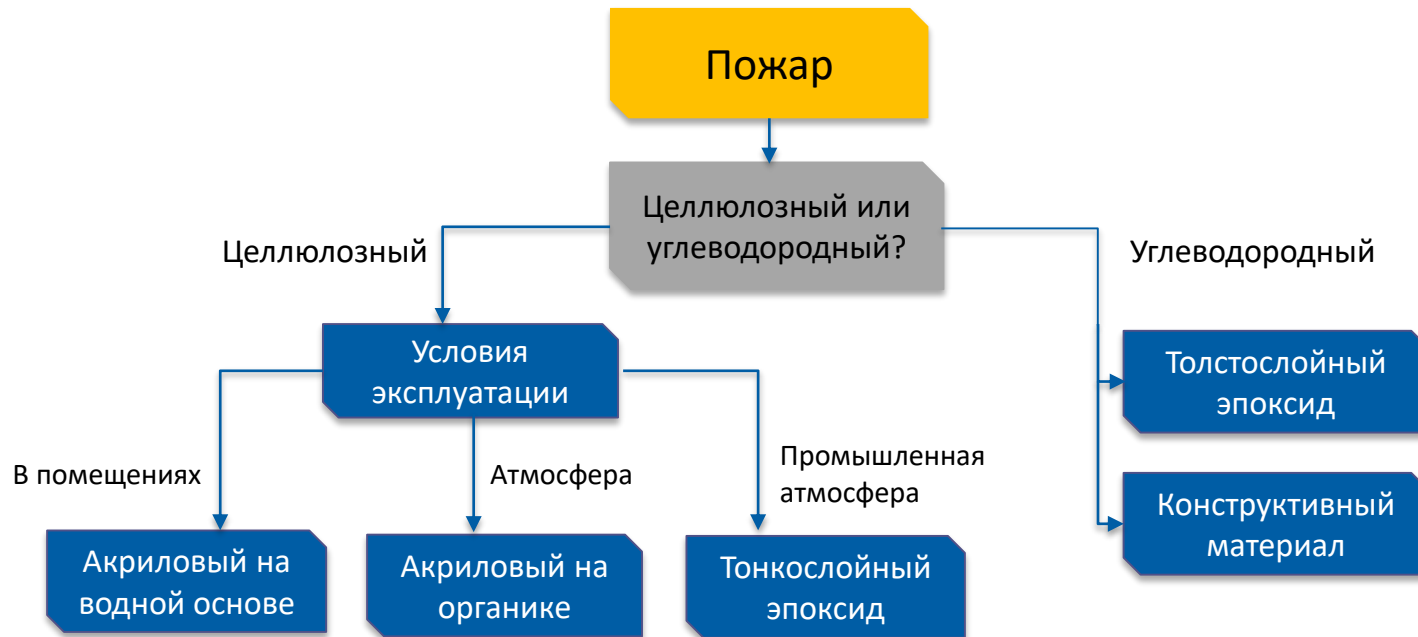 Пожар
Целлюлозный или
углеводородный?
Целлюлозный
Углеводородный
Условия
эксплуатации
Толстослойный
эпоксид
В помещениях
Атмосфера
Промышленная
атмосфера
Конструктивный
материал
Акриловый на
водной основе
Акриловый на
органике
Тонкослойный
эпоксид